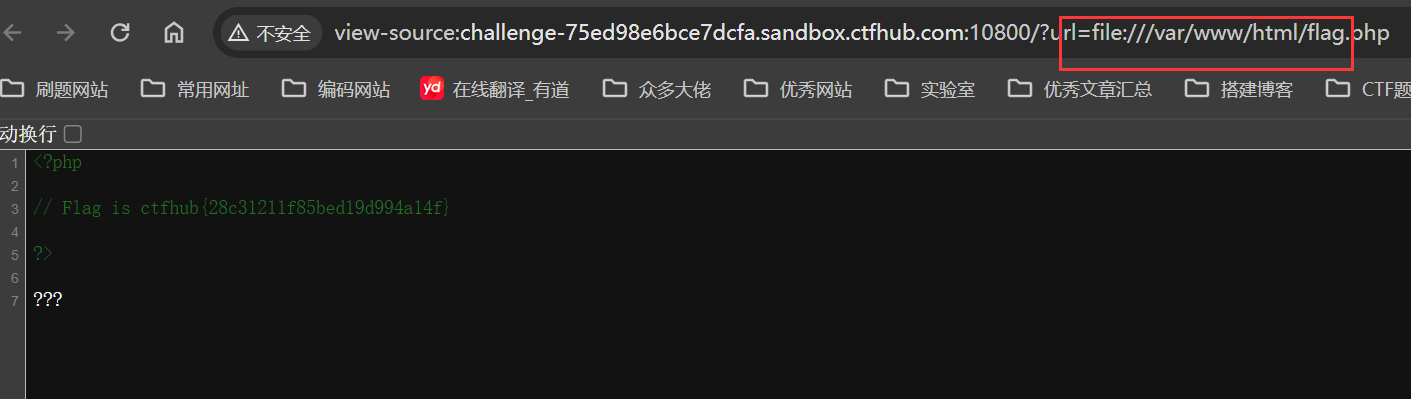 不安全 view-source:challenge-75ed98e6bce7dcfa.sandbox.ctfhub.com:10800/?url=file:///var/www/html/flag.php
刷题网站 常用网址 编码网站 yd 在线翻译_有道 众多大佬 优秀网站 实验室 优秀文章汇总 搭建博客 CTF题
动换行
1 <?php
2
3 // Flag is ctfhub{28c31211f85bed19d994a14f}
4
5 ?>
6
7 ???